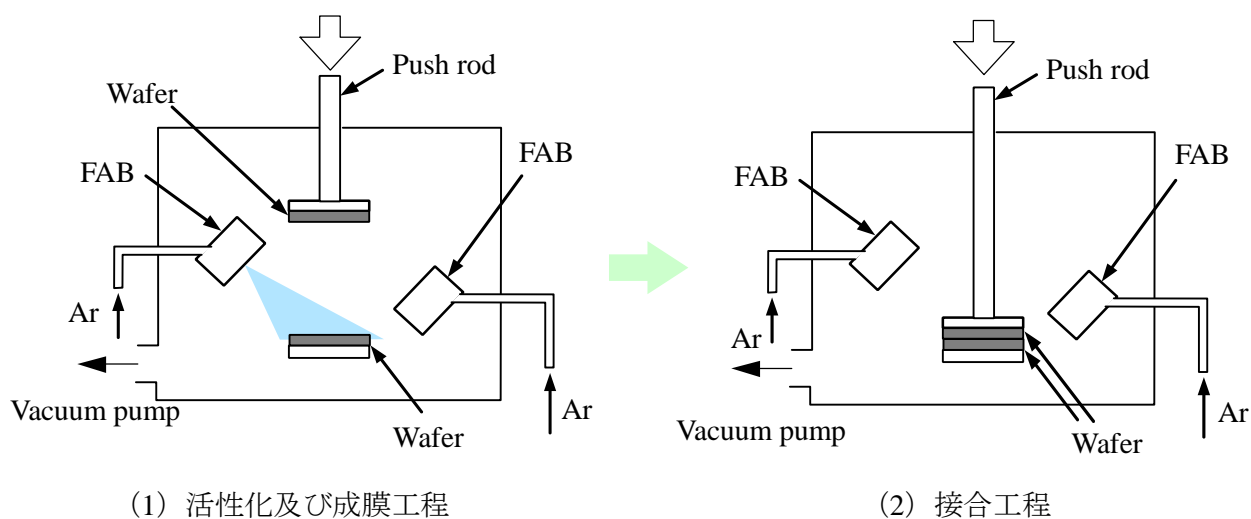 Push rod
Wafer
FAB
FAB
Ar
Vacuum pump
Wafer
Ar
(1) 活性化及び成膜工程
Push rod
FAB
FAB
Ar
Vacuum pump
Wafer
Ar
(2) 接合工程